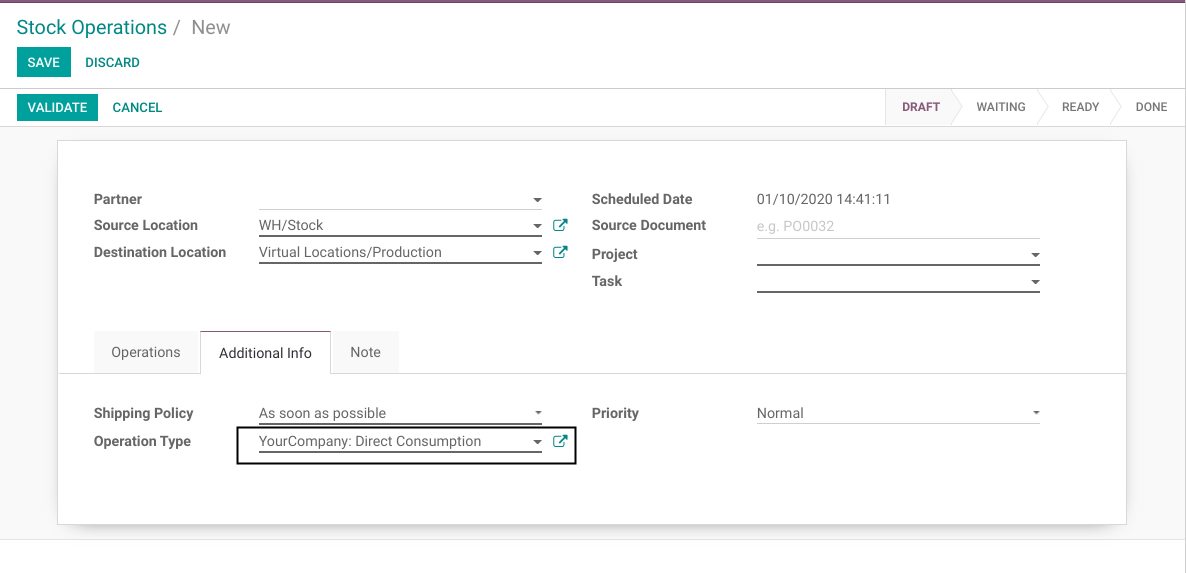 Stock Operations / New
SAVE DISCARD
VALIDATE CANCEL DRAFT WAITING READY DONE
Partner Scheduled Date 01/10/2020 14:41:11
Source Location WH/Stock Source Document e.g. PO0032
Destination Location Virtual Locations/Production Project
Task
Operations Additional Info Note
Shipping Policy As soon as possible Priority Normal
Operation Type YourCompany: Direct Consumption